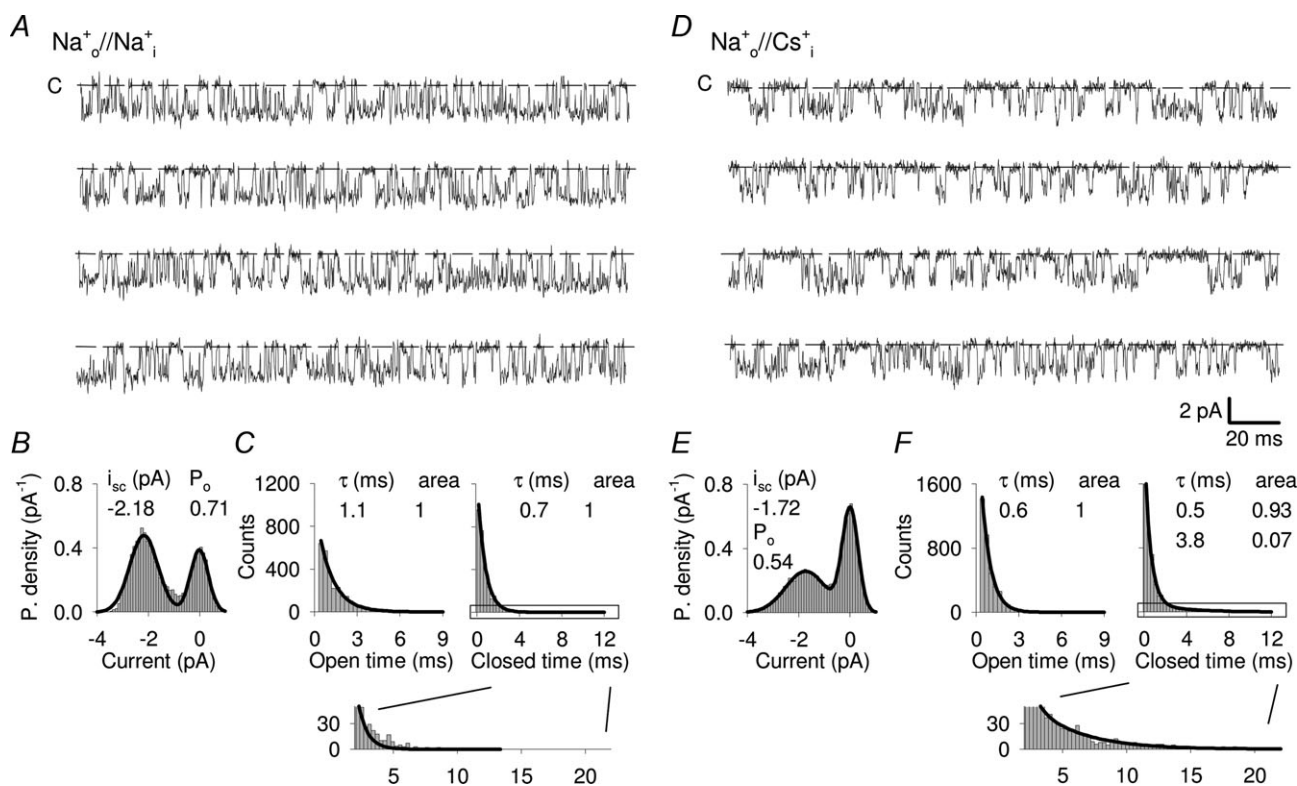 A
Na⁺ₒ//Na⁺ᵢ
C
D
Na⁺ₒ//Cs⁺ᵢ
C
2 pA
20 ms
B
P. density (pA⁻¹)
0.8
0.4
0.0
i_sc (pA) P_o
-2.18 0.71
-4 -2 0
Current (pA)
C
Counts
1200
800
400
0
τ (ms) area
1.1 1
0 3 6 9
Open time (ms)
τ (ms) area
0.7 1
0 4 8 12
Closed time (ms)
30
0
5 10 15 20
E
P. density (pA⁻¹)
0.8
0.4
0.0
i_sc (pA)
-1.72
P_o
0.54
-4 -2 0
Current (pA)
F
Counts
1600
800
0
τ (ms) area
0.6 1
0 3 6 9
Open time (ms)
τ (ms) area
0.5 0.93
3.8 0.07
0 4 8 12
Closed time (ms)
30
0
5 10 15 20